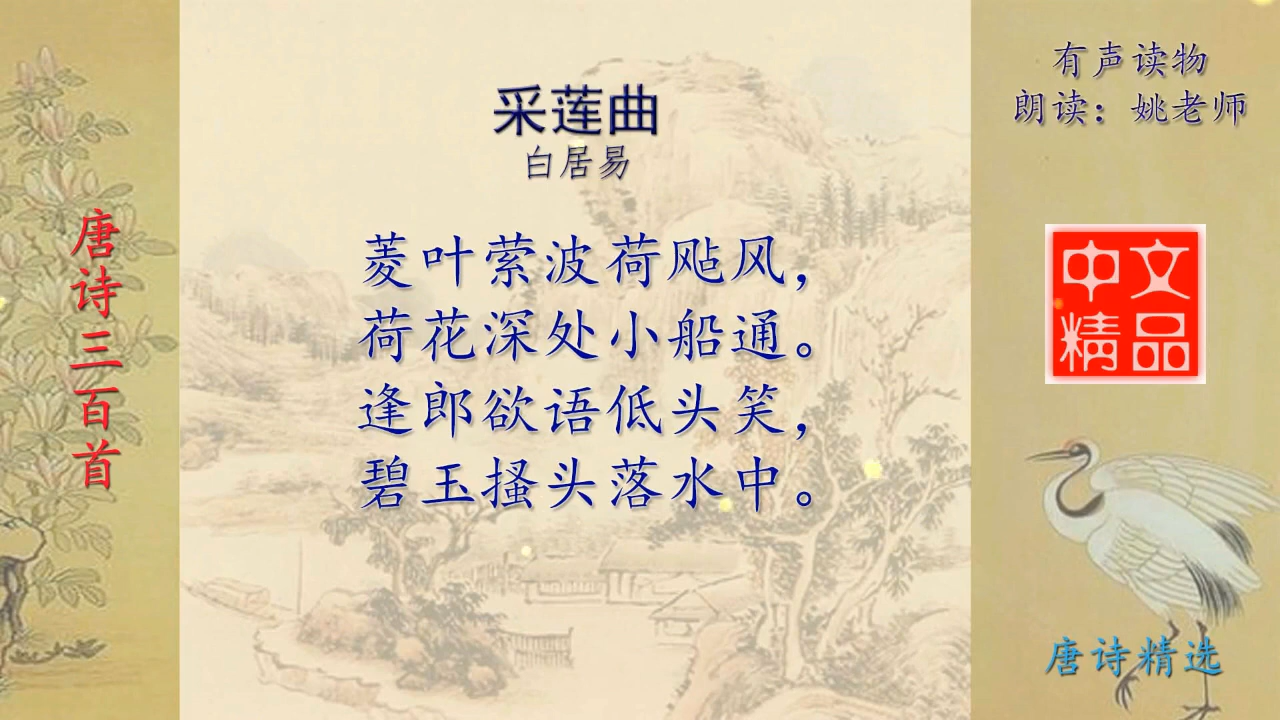 采莲曲
白居易
菱叶萦波荷飐风，
荷花深处小船通。
逢郎欲语低头笑，
碧玉搔头落水中。
唐诗三百首
有声读物
朗读：姚老师
中文
精品
唐诗精选